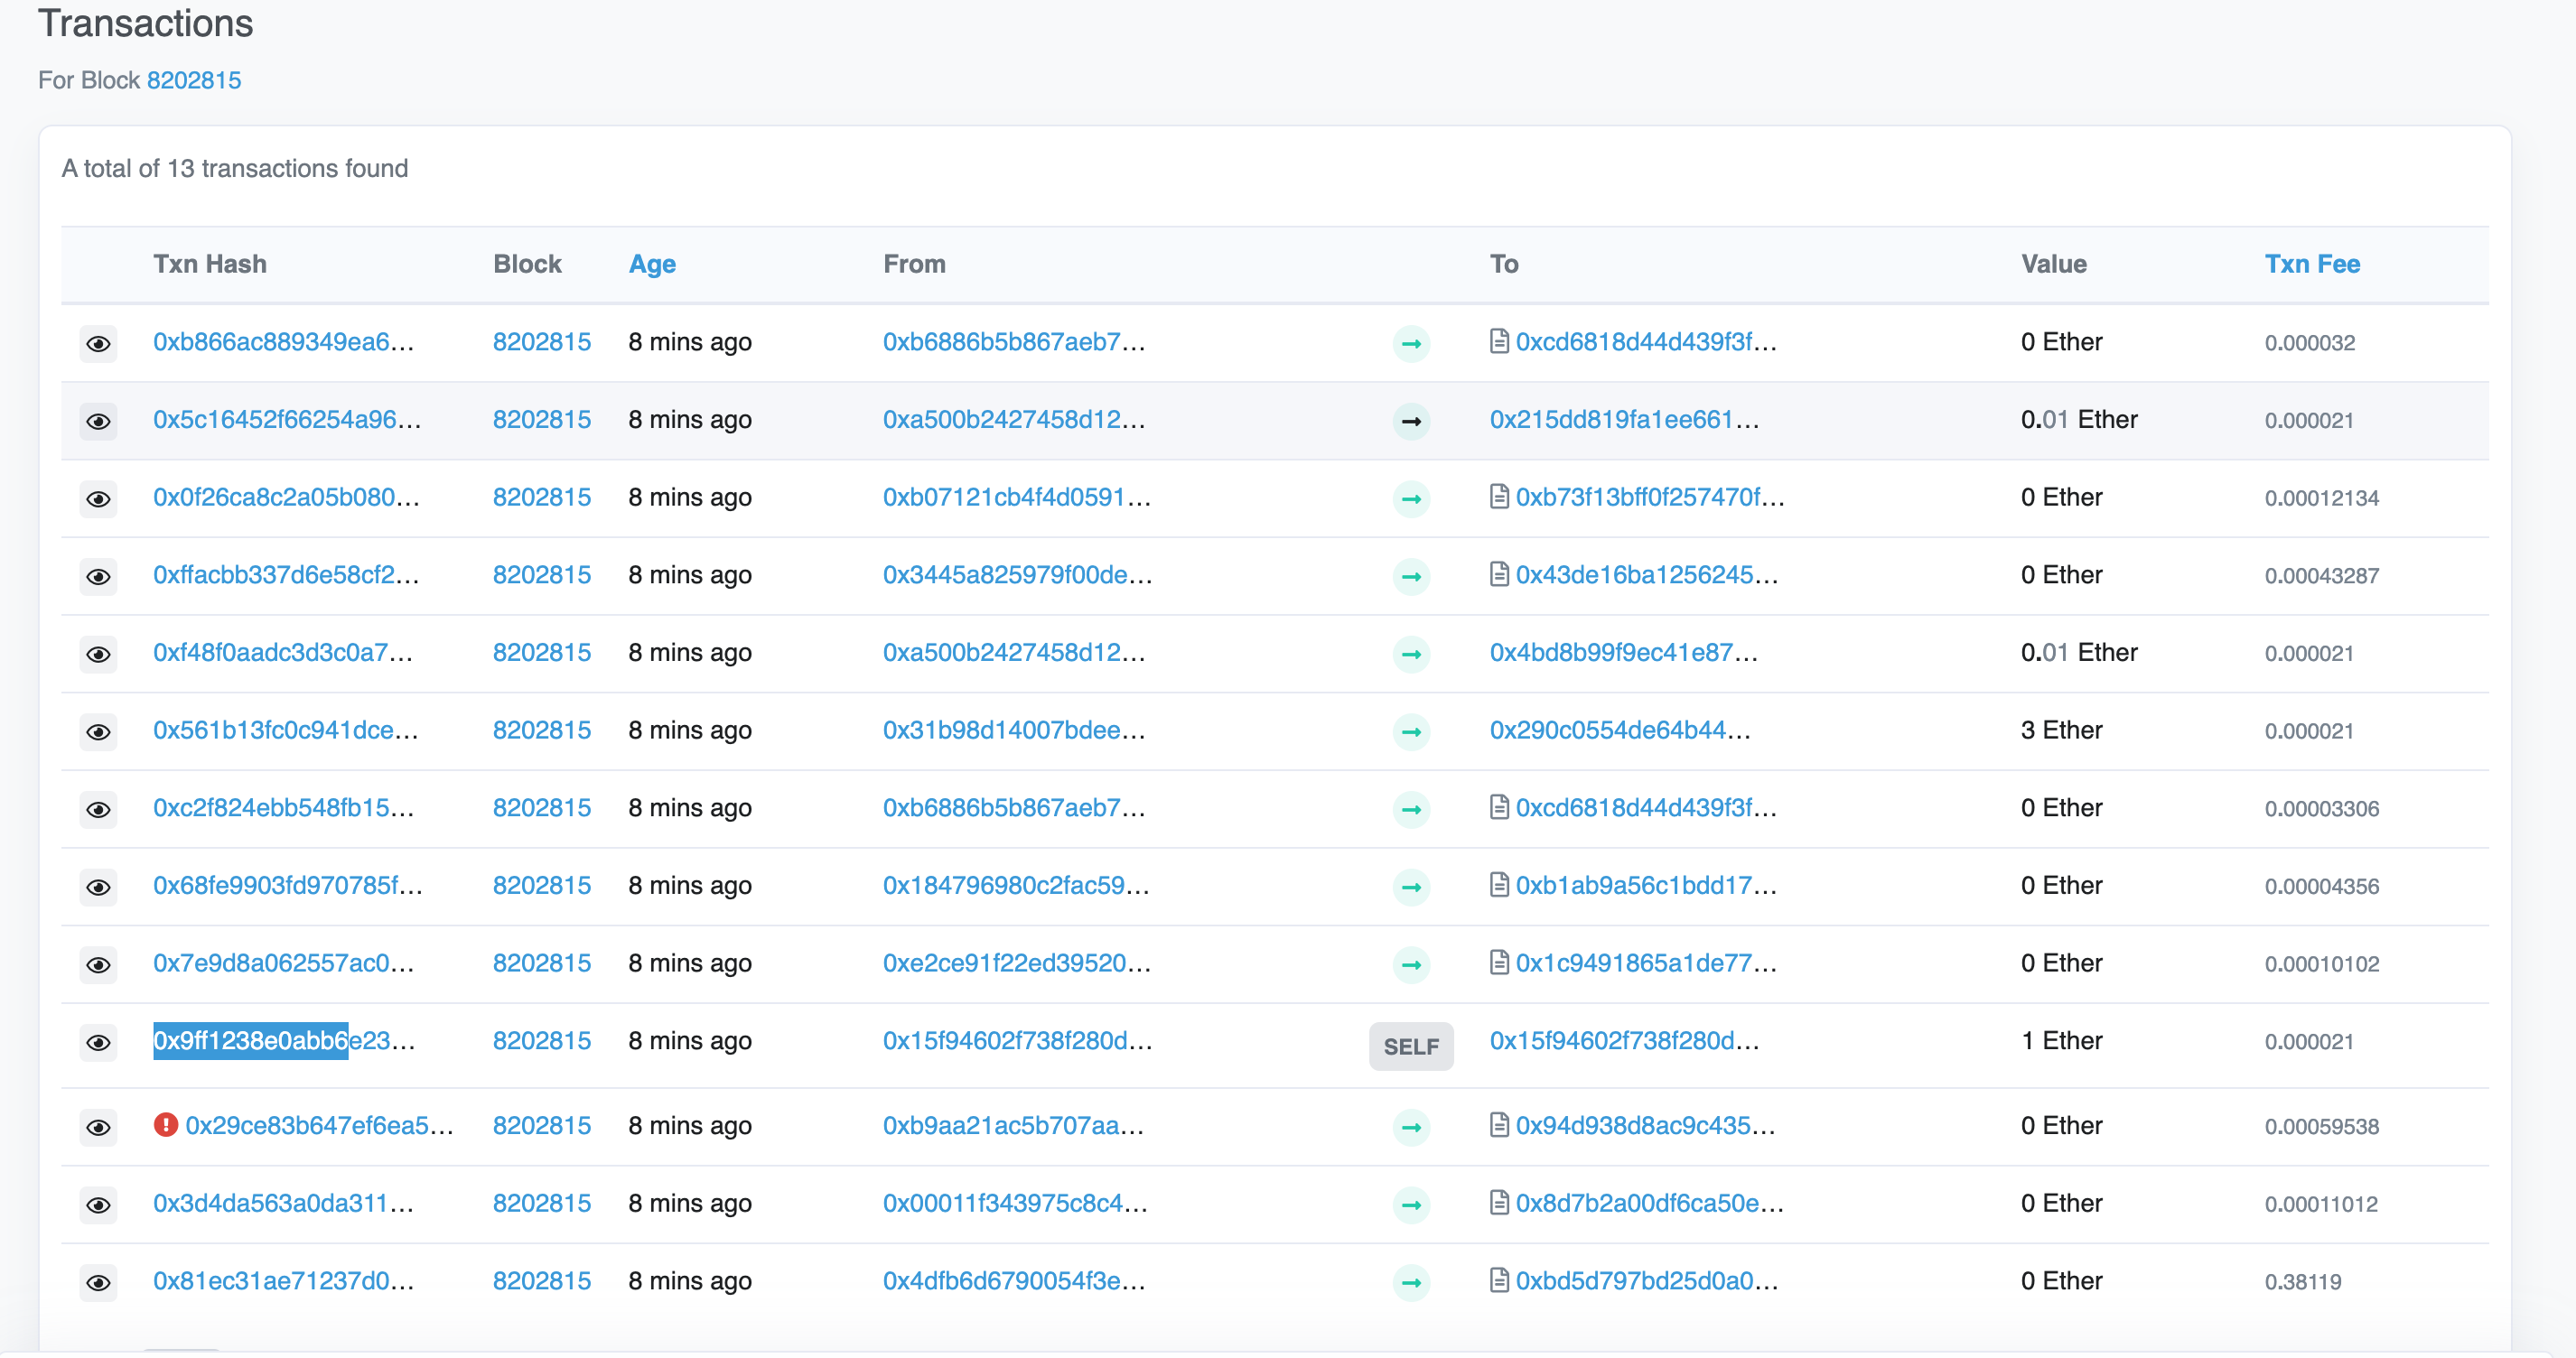 Transactions
For Block 8202815
A total of 13 transactions found
Txn Hash Block Age From To Value Txn Fee
0xb866ac889349ea6... 8202815 8 mins ago 0xb6886b5b867aeb7... 0xcd6818d44d439f3f... 0 Ether 0.000032
0x5c16452f66254a96... 8202815 8 mins ago 0xa500b2427458d12... 0x215dd819fa1ee661... 0.01 Ether 0.000021
0x0f26ca8c2a05b080... 8202815 8 mins ago 0xb07121cb4f4d0591... 0xb73f13bff0f257470f... 0 Ether 0.00012134
0xffacbb337d6e58cf2... 8202815 8 mins ago 0x3445a825979f00de... 0x43de16ba1256245... 0 Ether 0.00043287
0xf48f0aadc3d3c0a7... 8202815 8 mins ago 0xa500b2427458d12... 0x4bd8b99f9ec41e87... 0.01 Ether 0.000021
0x561b13fc0c941dce... 8202815 8 mins ago 0x31b98d14007bdee... 0x290c0554de64b44... 3 Ether 0.000021
0xc2f824ebb548fb15... 8202815 8 mins ago 0xb6886b5b867aeb7... 0xcd6818d44d439f3f... 0 Ether 0.00003306
0x68fe9903fd970785f... 8202815 8 mins ago 0x184796980c2fac59... 0xb1ab9a56c1bdd17... 0 Ether 0.00004356
0x7e9d8a062557ac0... 8202815 8 mins ago 0xe2ce91f22ed39520... 0x1c9491865a1de77... 0 Ether 0.00010102
0x9ff1238e0abb6e23... 8202815 8 mins ago 0x15f94602f738f280d... SELF 0x15f94602f738f280d... 1 Ether 0.000021
0x29ce83b647ef6ea5... 8202815 8 mins ago 0xb9aa21ac5b707aa... 0x94d938d8ac9c435... 0 Ether 0.00059538
0x3d4da563a0da311... 8202815 8 mins ago 0x00011f343975c8c4... 0x8d7b2a00df6ca50e... 0 Ether 0.00011012
0x81ec31ae71237d0... 8202815 8 mins ago 0x4dfb6d6790054f3e... 0xbd5d797bd25d0a0... 0 Ether 0.38119